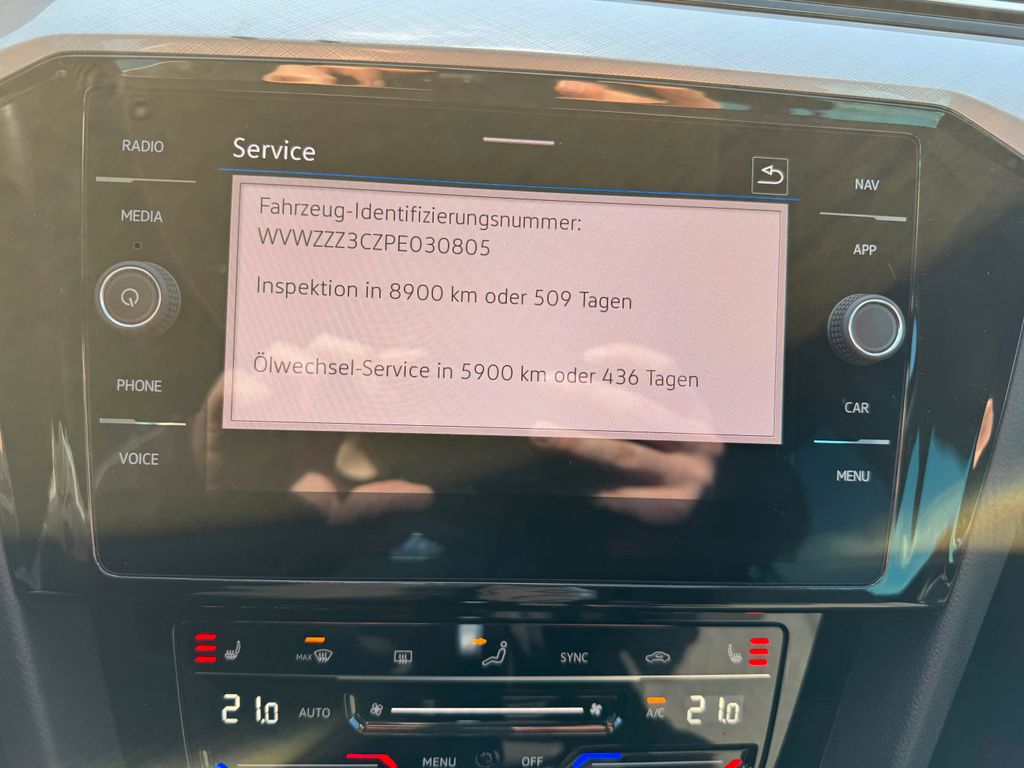 RADIO
Service
NAV
MEDIA
Fahrzeug-Identifizierungsnummer:
WVWZZZ3CZPE030805
APP
Inspektion in 8900 km oder 509 Tagen
PHONE
Ölwechsel-Service in 5900 km oder 436 Tagen
CAR
VOICE
MENU
MAX
SYNC
21.0
AUTO
A/C
21.0
MENU
OFF